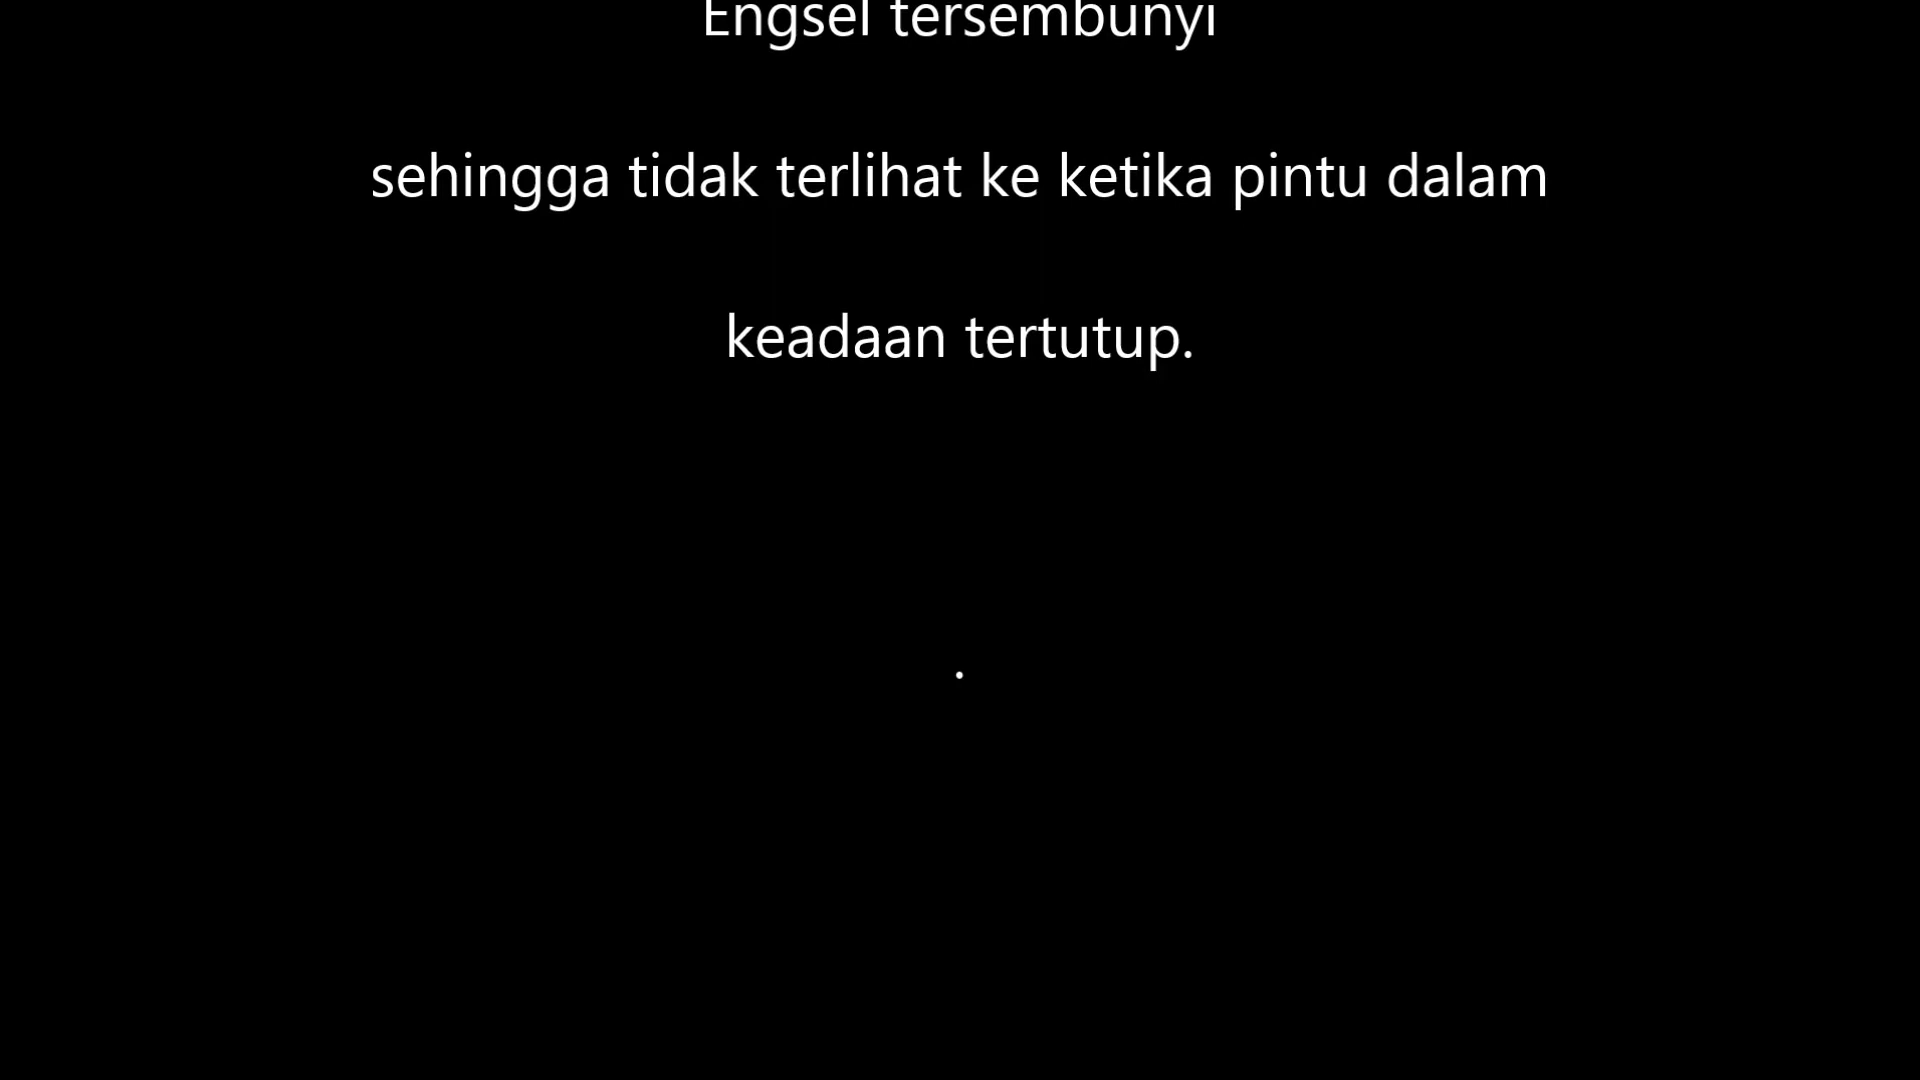 Engsel tersembunyi
sehingga tidak terlihat ke ketika pintu dalam
keadaan tertutup.
.